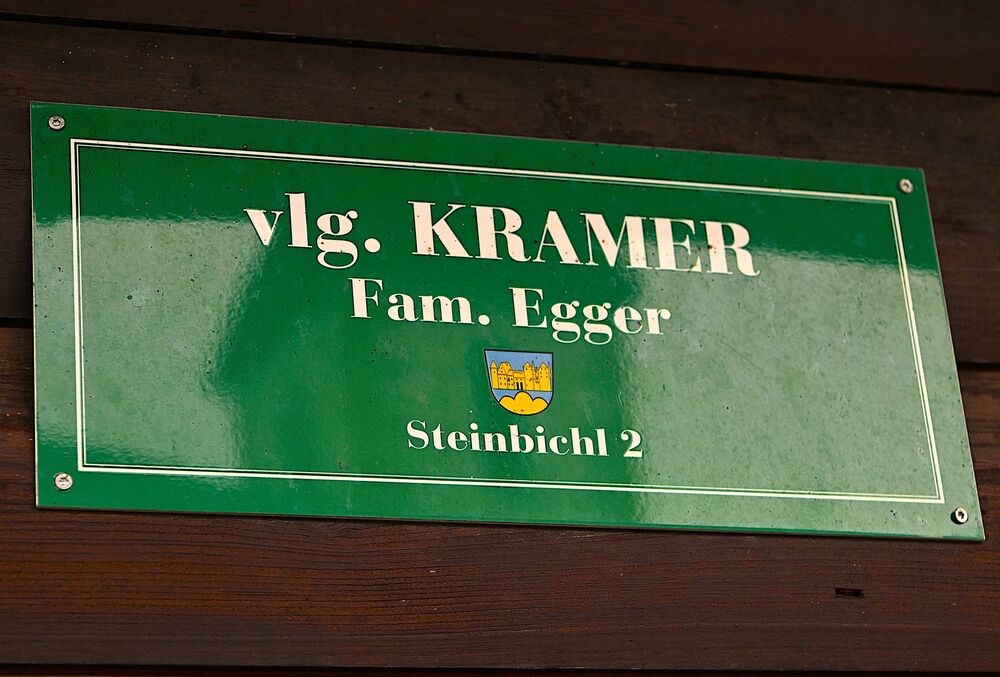 vlg. KRAMER
Fam. Egger
Steinbichl 2